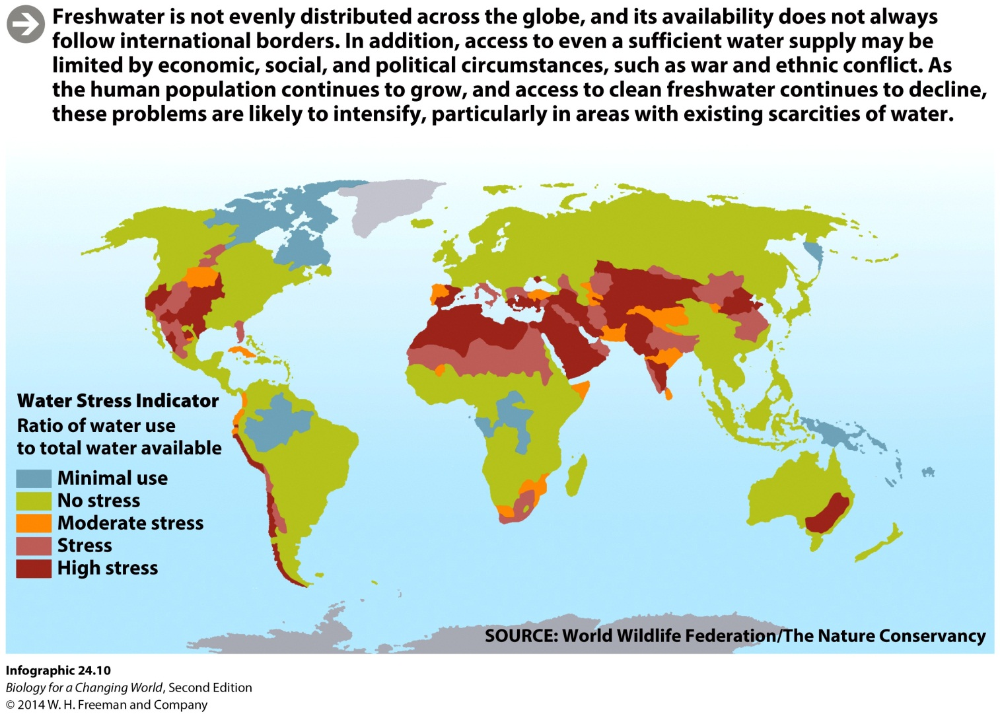 Freshwater is not evenly distributed across the globe, and its availability does not always
follow international borders. In addition, access to even a sufficient water supply may be
limited by economic, social, and political circumstances, such as war and ethnic conflict. As
the human population continues to grow, and access to clean freshwater continues to decline,
these problems are likely to intensify, particularly in areas with existing scarcities of water.
Water Stress Indicator
Ratio of water use
to total water available
Minimal use
No stress
Moderate stress
Stress
High stress
SOURCE: World Wildlife Federation/The Nature Conservancy
Infographic 24.10
Biology for a Changing World, Second Edition
© 2014 W. H. Freeman and Company